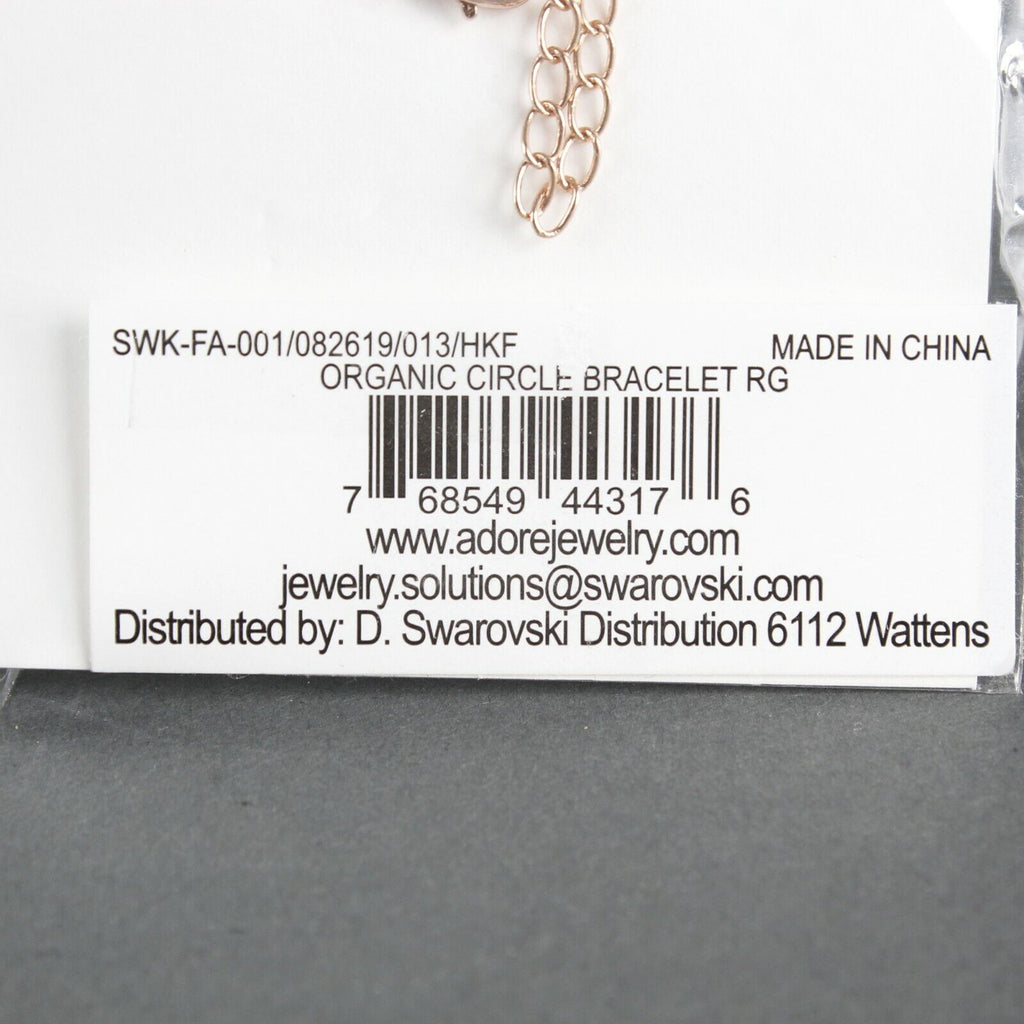 SWK-FA-001/082619/013/HKF MADE IN CHINA
ORGANIC CIRCLE BRACELET RG
7 68549 44317 6
www.adorejewelry.com
jewelry.solutions@swarovski.com
Distributed by: D. Swarovski Distribution 6112 Wattens